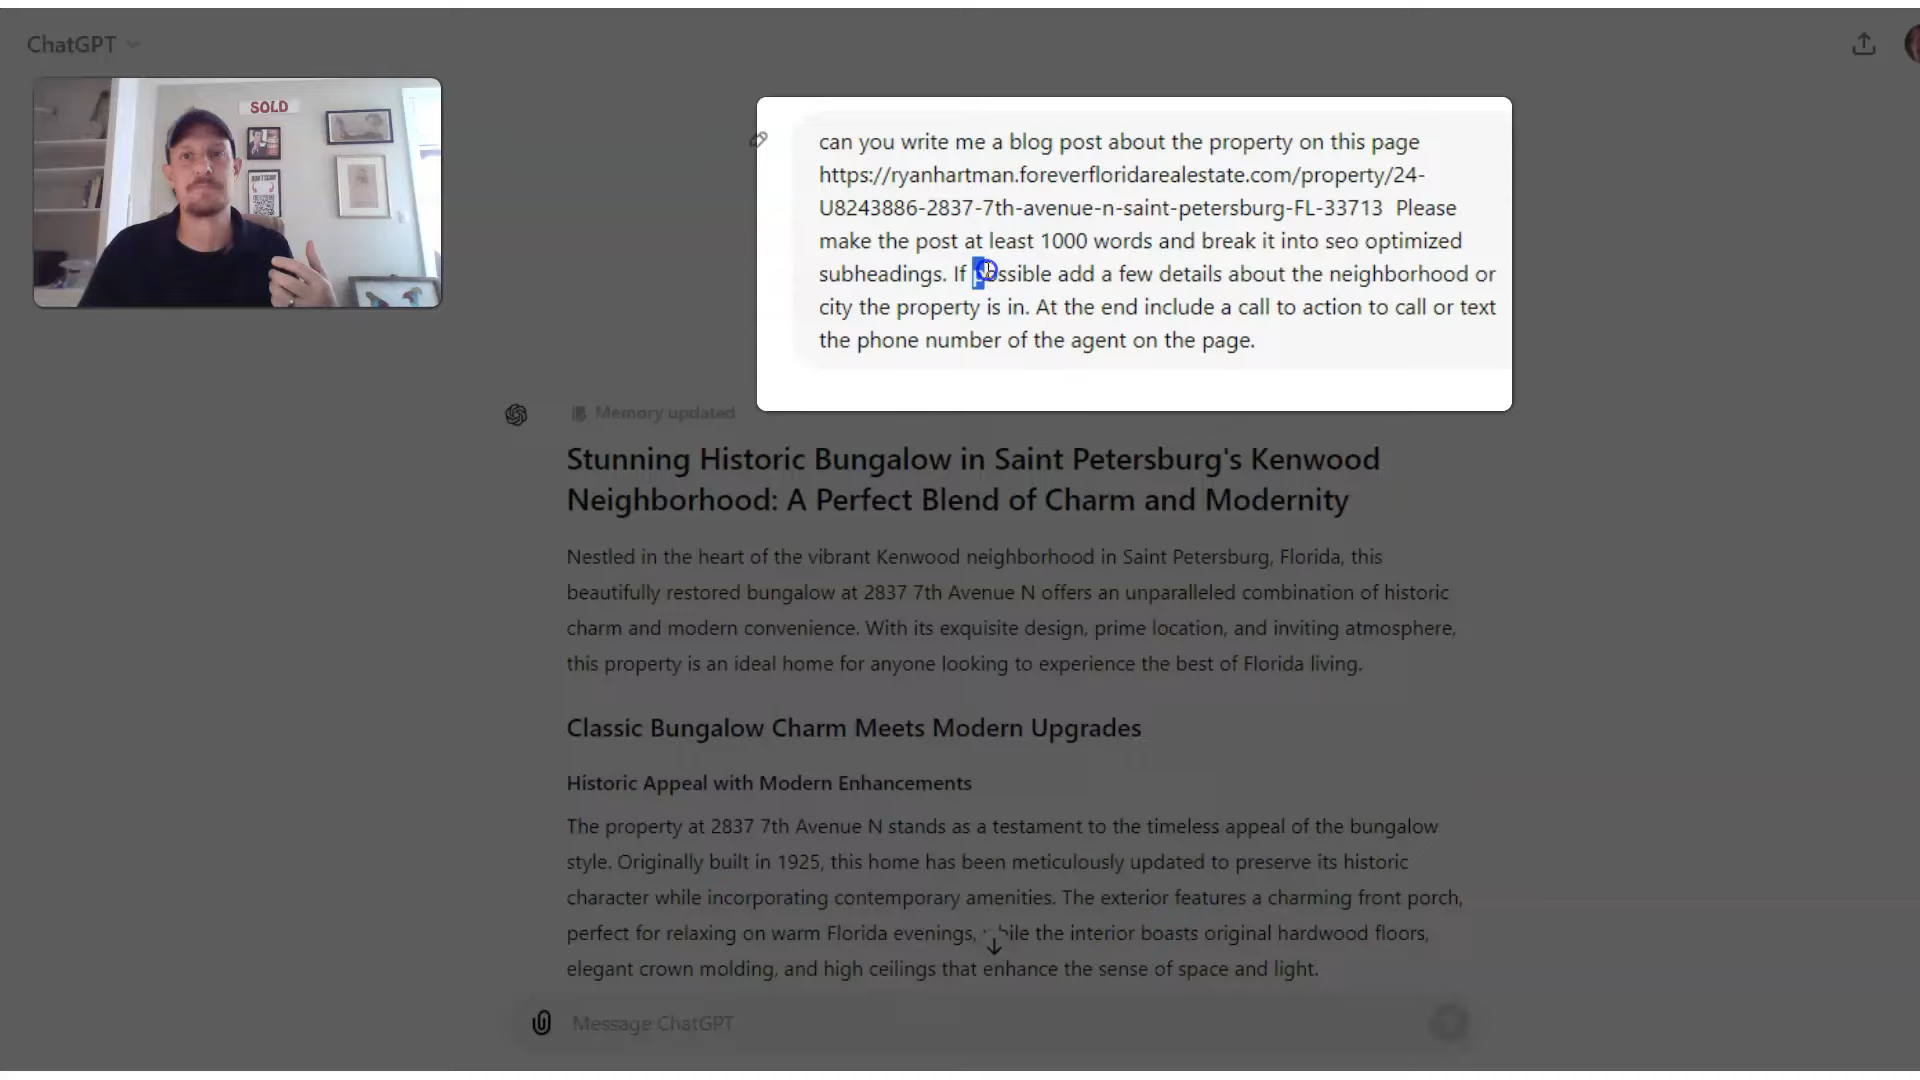 ChatGPT
SOLD
can you write me a blog post about the property on this page
https://ryanhartman.foreverfloridarealestate.com/property/24-
U8243886-2837-7th-avenue-n-saint-petersburg-FL-33713 Please
make the post at least 1000 words and break it into seo optimized
subheadings. If possible add a few details about the neighborhood or
city the property is in. At the end include a call to action to call or text
the phone number of the agent on the page.
Memory updated
Stunning Historic Bungalow in Saint Petersburg's Kenwood
Neighborhood: A Perfect Blend of Charm and Modernity
Nestled in the heart of the vibrant Kenwood neighborhood in Saint Petersburg, Florida, this
beautifully restored bungalow at 2837 7th Avenue N offers an unparalleled combination of historic
charm and modern convenience. With its exquisite design, prime location, and inviting atmosphere,
this property is an ideal home for anyone looking to experience the best of Florida living.
Classic Bungalow Charm Meets Modern Upgrades
Historic Appeal with Modern Enhancements
The property at 2837 7th Avenue N stands as a testament to the timeless appeal of the bungalow
style. Originally built in 1925, this home has been meticulously updated to preserve its historic
character while incorporating contemporary amenities. The exterior features a charming front porch,
perfect for relaxing on warm Florida evenings, while the interior boasts original hardwood floors,
elegant crown molding, and high ceilings that enhance the sense of space and light.
Message ChatGPT